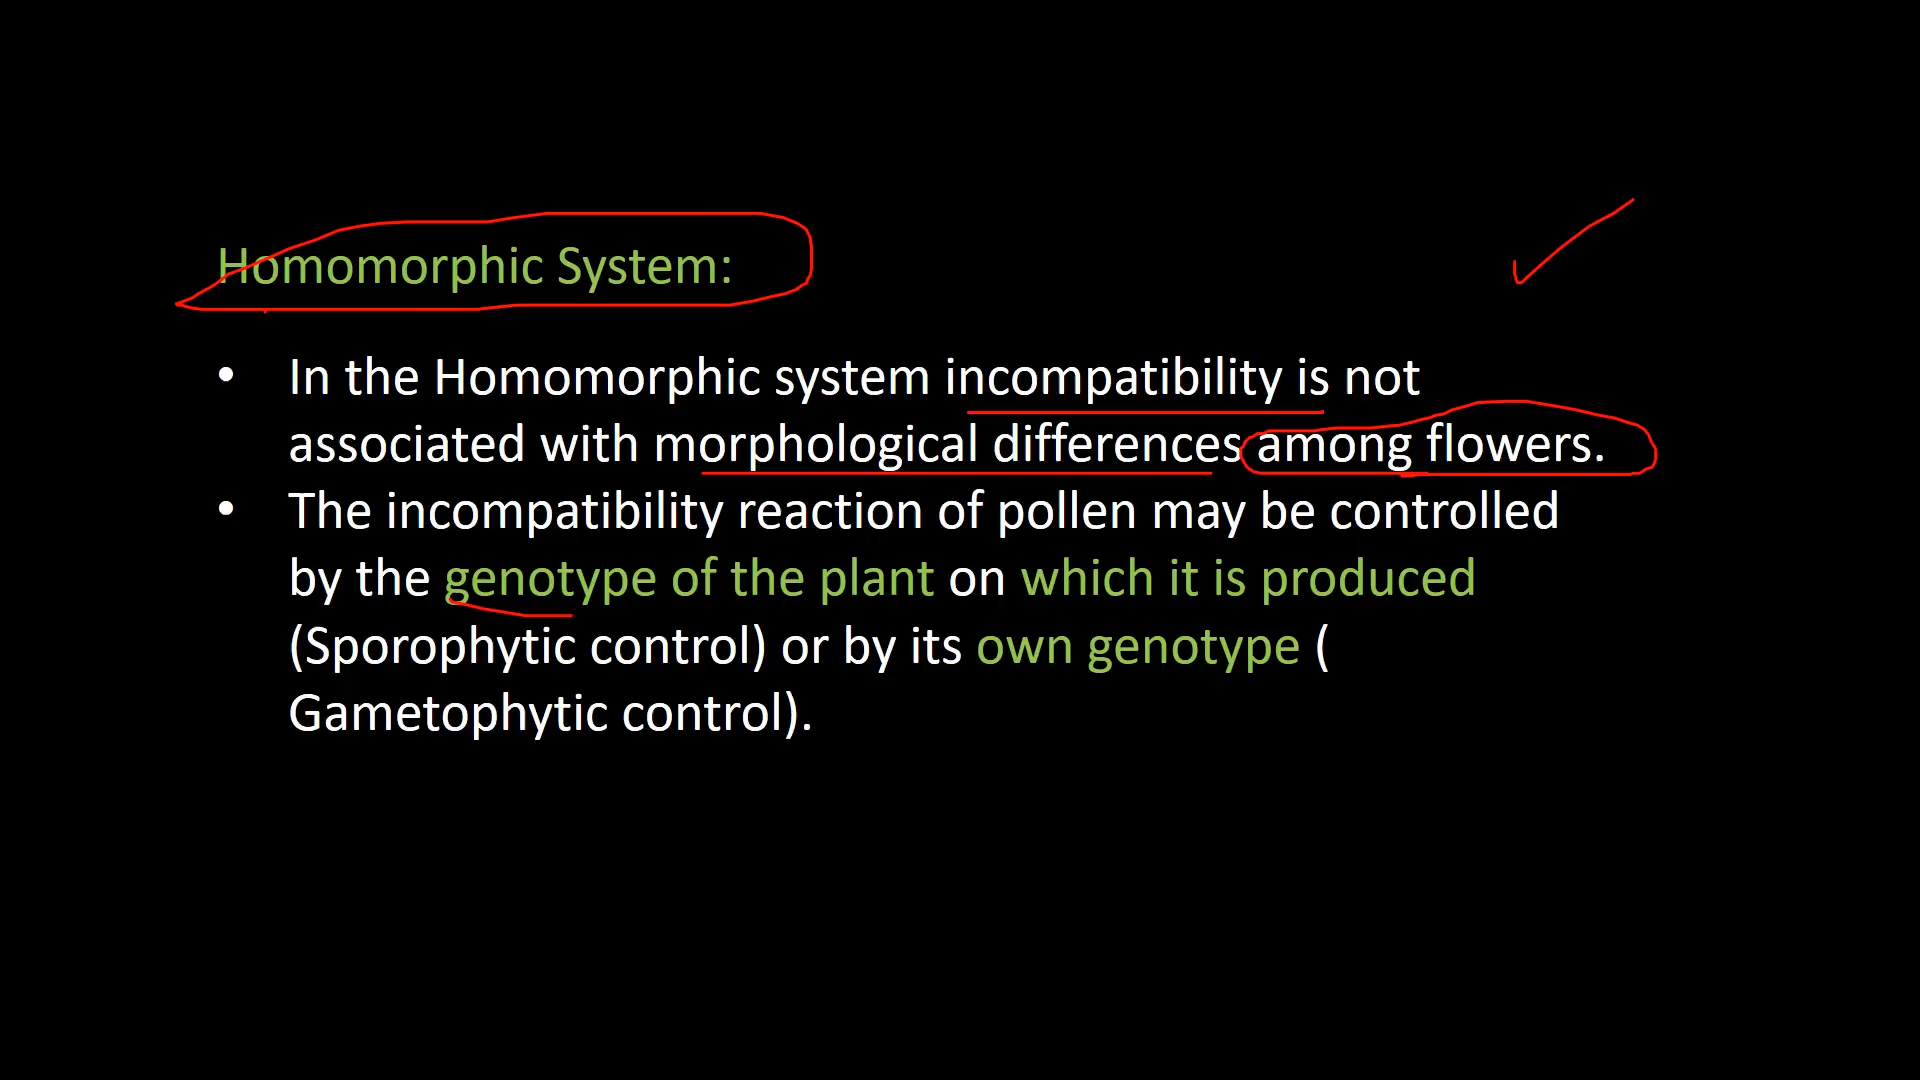 Homomorphic System:
• In the Homomorphic system incompatibility is not
associated with morphological differences among flowers.
• The incompatibility reaction of pollen may be controlled
by the genotype of the plant on which it is produced
(Sporophytic control) or by its own genotype (
Gametophytic control).